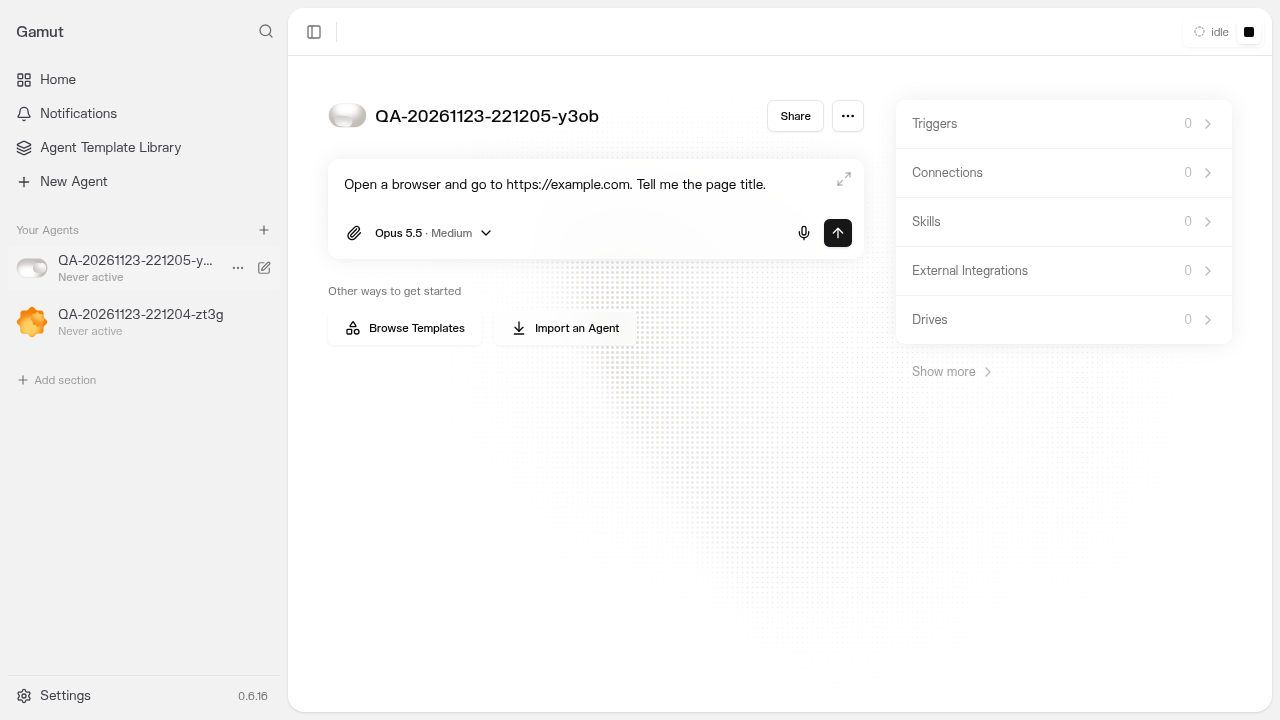 Gamut
Home
Notifications
Agent Template Library
New Agent
Your Agents
QA-20261123-221205-y...
Never active
QA-20261123-221204-zt3g
Never active
Add section
Settings
0.6.16
idle
QA-20261123-221205-y3ob
Share
Open a browser and go to https://example.com. Tell me the page title.
Opus 5.5 · Medium
Other ways to get started
Browse Templates
Import an Agent
Triggers 0
Connections 0
Skills 0
External Integrations 0
Drives 0
Show more